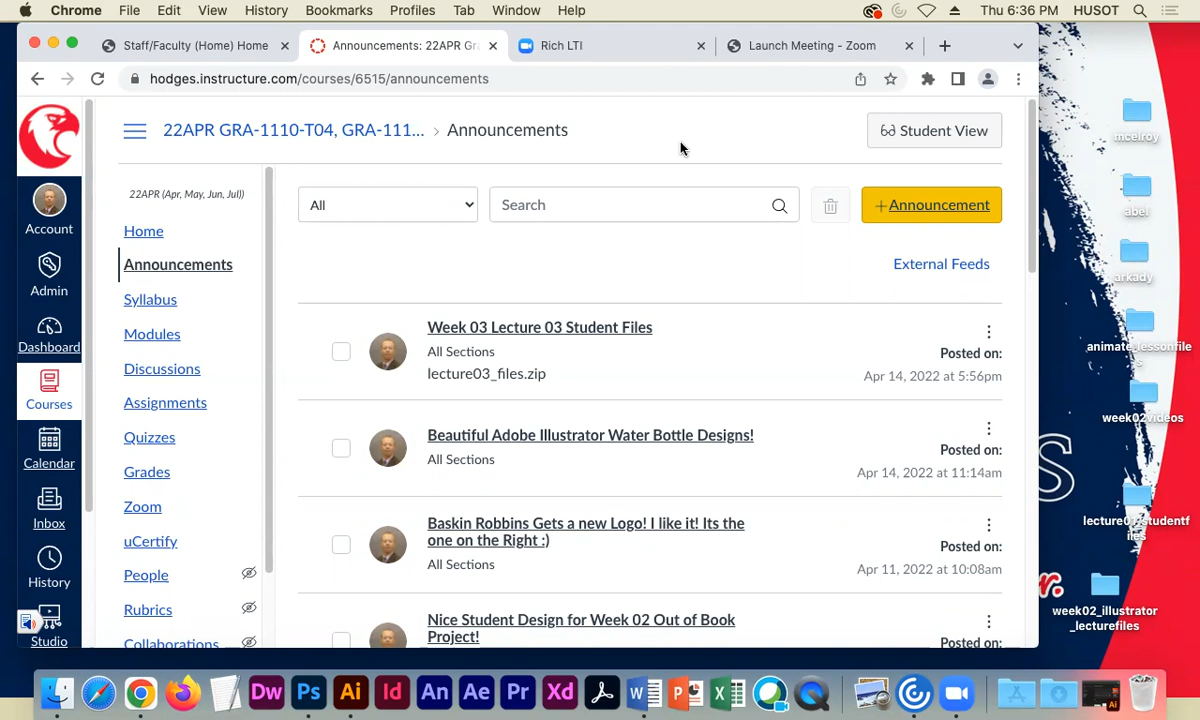 Chrome File Edit View History Bookmarks Profiles Tab Window Help Thu 6:36 PM HUSOT
Staff/Faculty (Home) Home Announcements: 22APR Gr Rich LTI Launch Meeting - Zoom
hodges.instructure.com/courses/6515/announcements
22APR GRA-1110-T04, GRA-111... › Announcements
Student View
22APR (Apr, May, Jun, Jul))
Home
Announcements
Syllabus
Modules
Discussions
Assignments
Quizzes
Grades
Zoom
uCertify
People
Rubrics
Collaborations
Account
Admin
Dashboard
Courses
Calendar
Inbox
History
Studio
All
Search
+Announcement
External Feeds
Week 03 Lecture 03 Student Files
All Sections
lecture03_files.zip
Posted on:
Apr 14, 2022 at 5:56pm
Beautiful Adobe Illustrator Water Bottle Designs!
All Sections
Posted on:
Apr 14, 2022 at 11:14am
Baskin Robbins Gets a new Logo! I like it! Its the
one on the Right :)
All Sections
Posted on:
Apr 11, 2022 at 10:08am
Nice Student Design for Week 02 Out of Book
Project!
Posted on:
mcelroy
abel
arkady
animate.lessonfile
s
week02videos
S
lecture07studentf
iles
r.
week02_illustrator
_lecturefiles
Dw Ps Ai Id An Ae Pr Xd W P X
Ai